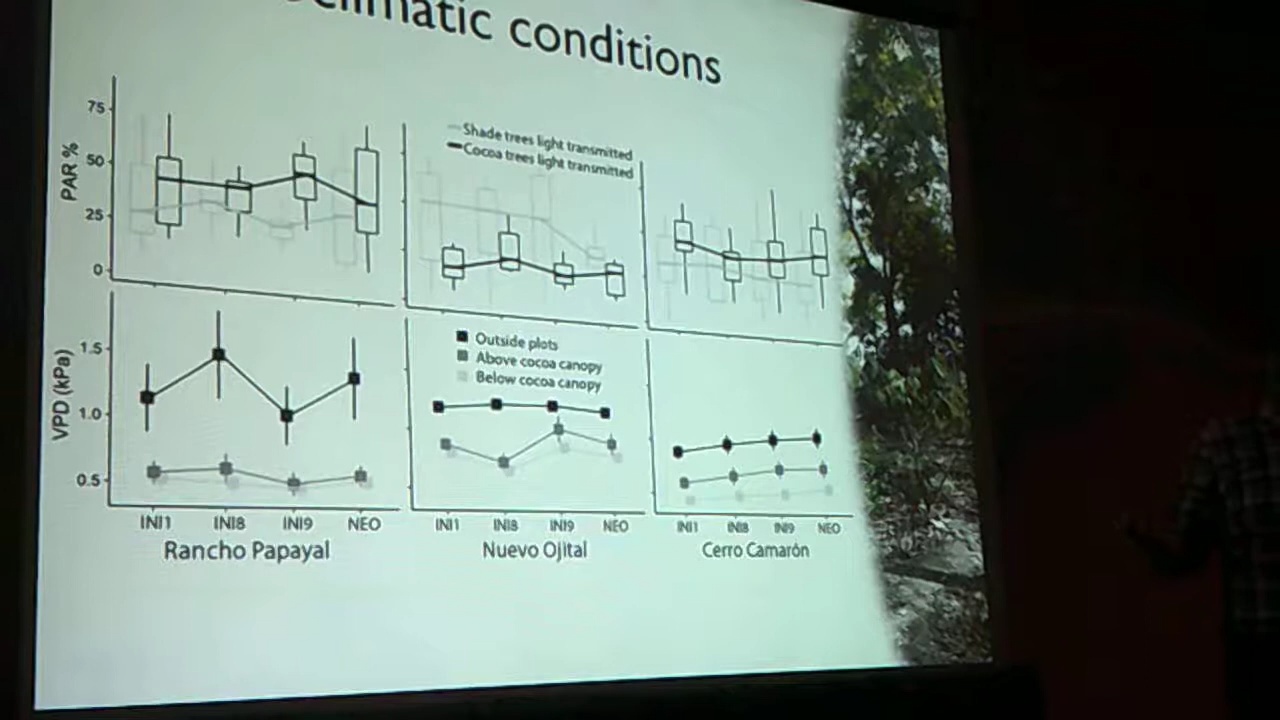 conditions
75
50
25
0
PAR %
Shade trees light transmitted
Cocoa trees light transmitted
1.5
1.0
0.5
VPD (kPa)
Outside plots
Above cocoa canopy
Below cocoa canopy
INI1 INI8 INI9 NEO
Rancho Papayal
INI1 INI8 INI9 NEO
Nuevo Ojital
INI1 INI8 INI9 NEO
Cerro Camarón